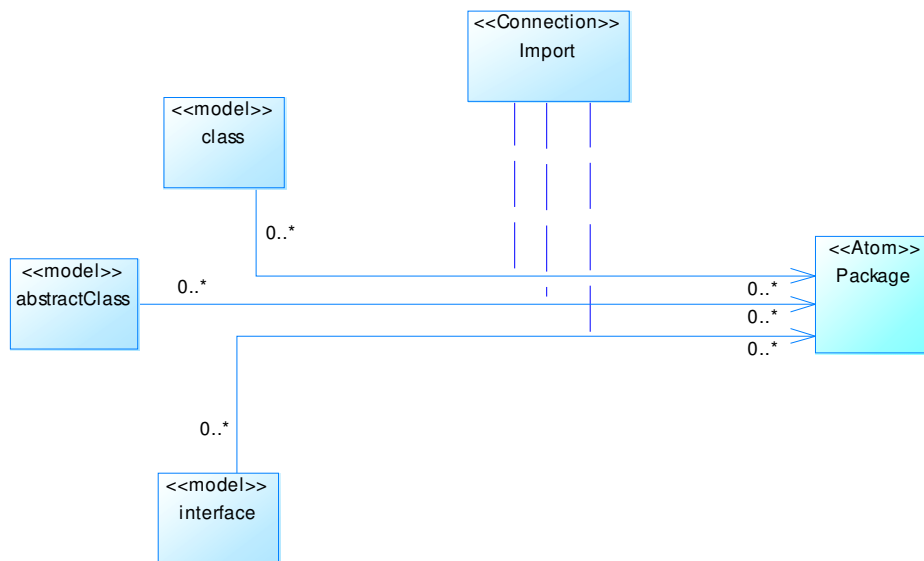 <<Connection>>
Import
<<model>>
class
0..*
<<Atom>>
Package
<<model>>
abstractClass
0..*
0..*
0..*
0..*
0..*
<<model>>
interface